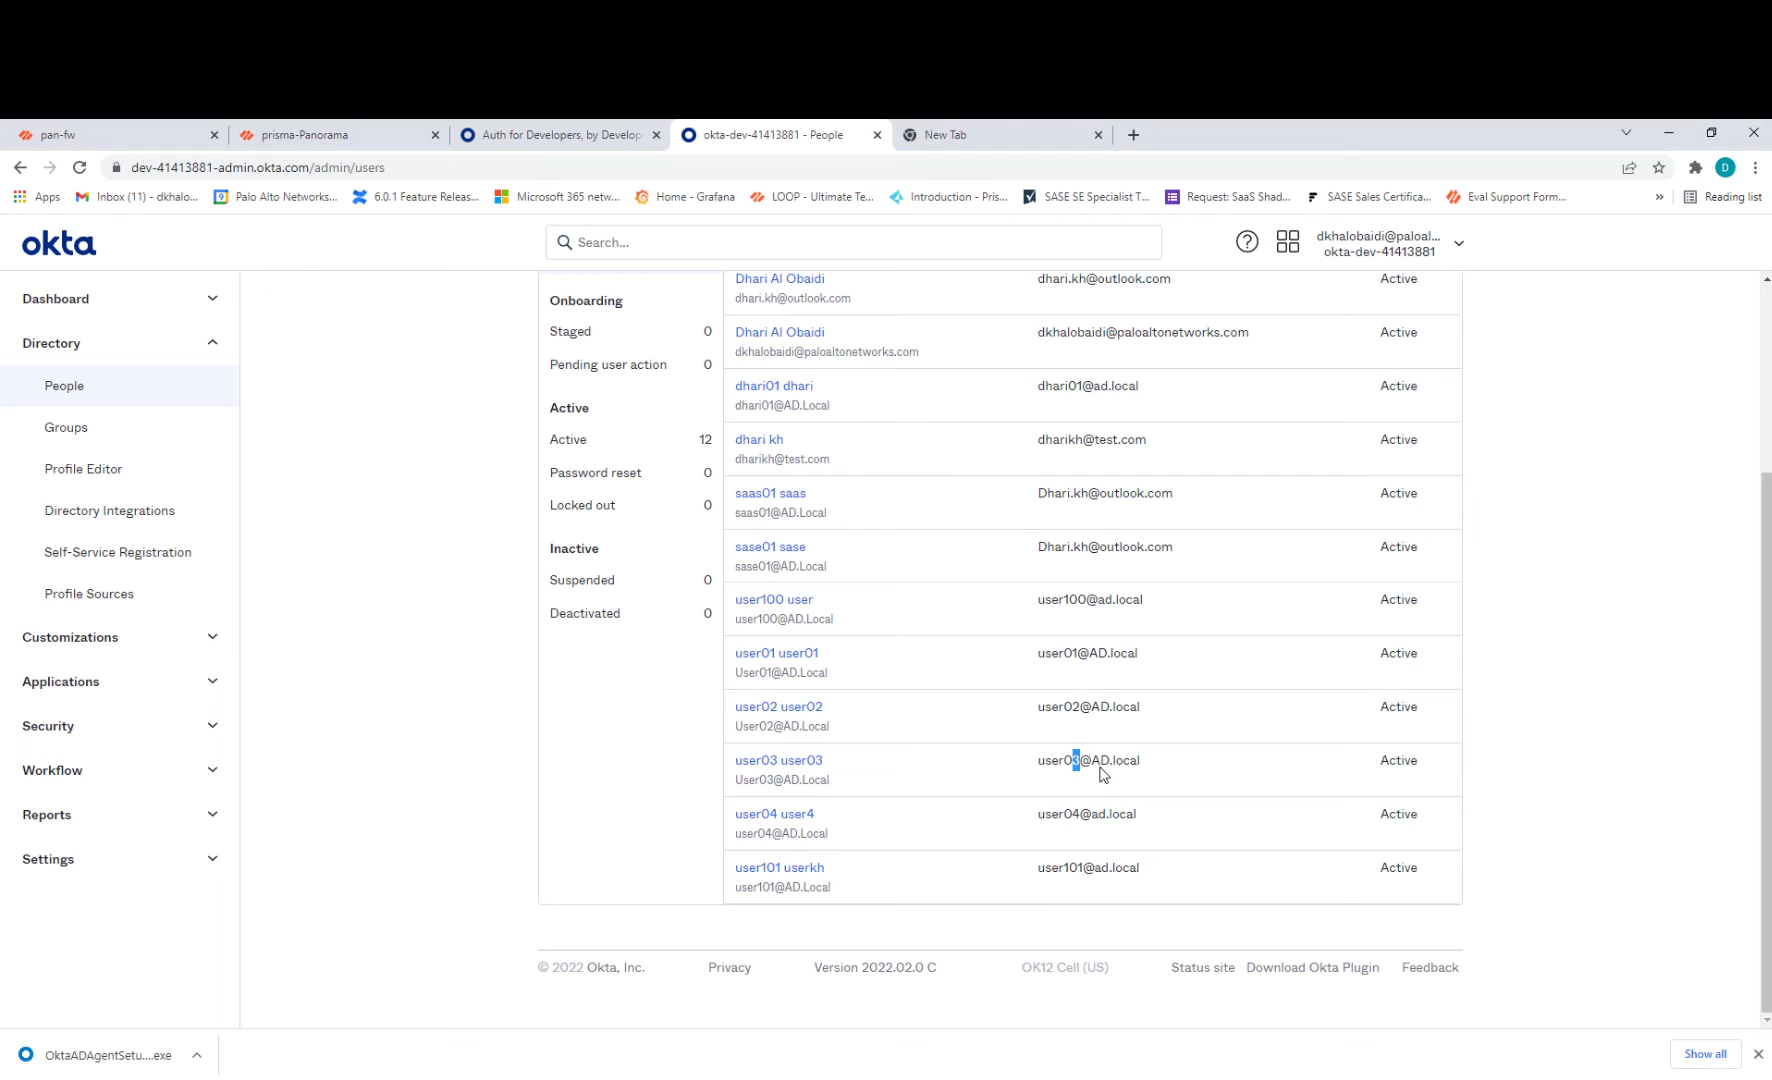 pan-fw
prisma-Panorama
Auth for Developers, by Develop
okta-dev-41413881 - People
New Tab
dev-41413881-admin.okta.com/admin/users
D
Apps
Inbox (11) - dkhalo...
Palo Alto Networks...
6.0.1 Feature Releas...
Microsoft 365 netw...
Home - Grafana
LOOP - Ultimate Te...
Introduction - Pris...
SASE SE Specialist T...
Request: SaaS Shad...
SASE Sales Certifica...
Eval Support Form...
»
Reading list
okta
Search...
dkhalobaidi@paloal...
okta-dev-41413881
Dashboard
Directory
People
Groups
Profile Editor
Directory Integrations
Self-Service Registration
Profile Sources
Customizations
Applications
Security
Workflow
Reports
Settings
Onboarding
Staged 0
Pending user action 0
Active
Active 12
Password reset 0
Locked out 0
Inactive
Suspended 0
Deactivated 0
Dhari Al Obaidi dhari.kh@outlook.com Active
dhari.kh@outlook.com
Dhari Al Obaidi dkhalobaidi@paloaltonetworks.com Active
dkhalobaidi@paloaltonetworks.com
dhari01 dhari dhari01@ad.local Active
dhari01@AD.Local
dhari kh dharikh@test.com Active
dharikh@test.com
saas01 saas Dhari.kh@outlook.com Active
saas01@AD.Local
sase01 sase Dhari.kh@outlook.com Active
sase01@AD.Local
user100 user user100@ad.local Active
user100@AD.Local
user01 user01 user01@AD.local Active
User01@AD.Local
user02 user02 user02@AD.local Active
User02@AD.Local
user03 user03 user03@AD.local Active
User03@AD.Local
user04 user4 user04@ad.local Active
user04@AD.Local
user101 userkh user101@ad.local Active
user101@AD.Local
© 2022 Okta, Inc.
Privacy
Version 2022.02.0 C
OK12 Cell (US)
Status site
Download Okta Plugin
Feedback
OktaADAgentSetu....exe
Show all